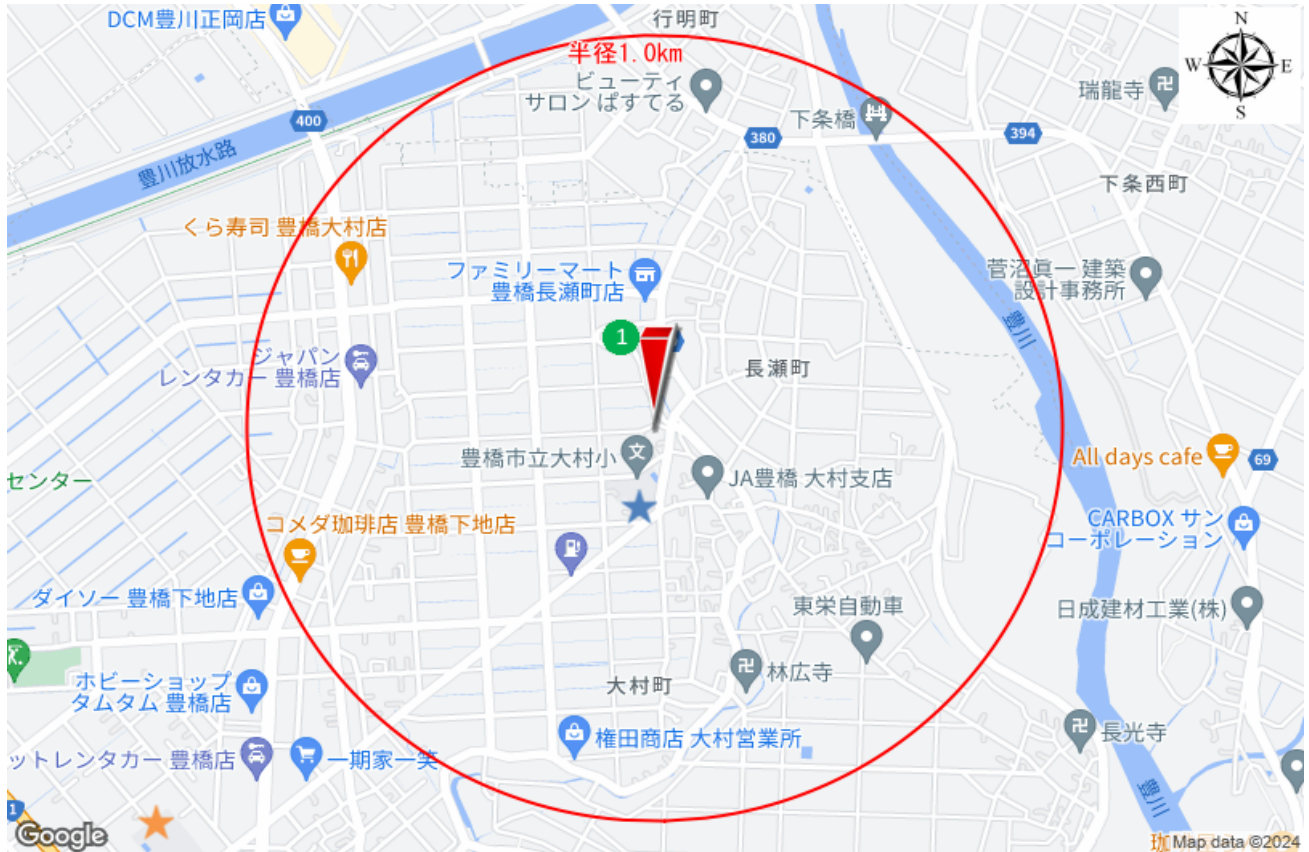 DCM豊川正岡店
行明町
N
W
E
S
半径1.0km
ビューティ
サロン ぱすてる
下条橋
瑞龍寺
400
380
394
豊川放水路
下条西町
くら寿司 豊橋大村店
ファミリーマート
豊橋長瀬町店
菅沼眞一 建築
設計事務所
豊川
1
ジャパン
レンタカー 豊橋店
長瀬町
文
豊橋市立大村小
JA豊橋 大村支店
センター
All days cafe
69
コメダ珈琲店 豊橋下地店
CARBOX サン
コーポレーション
ダイソー 豊橋下地店
東栄自動車
日成建材工業(株)
ホビーショップ
タムタム 豊橋店
大村町
林広寺
権田商店 大村営業所
長光寺
ットレンタカー 豊橋店
一期家一笑
豊川
1
Google
Map data ©2024